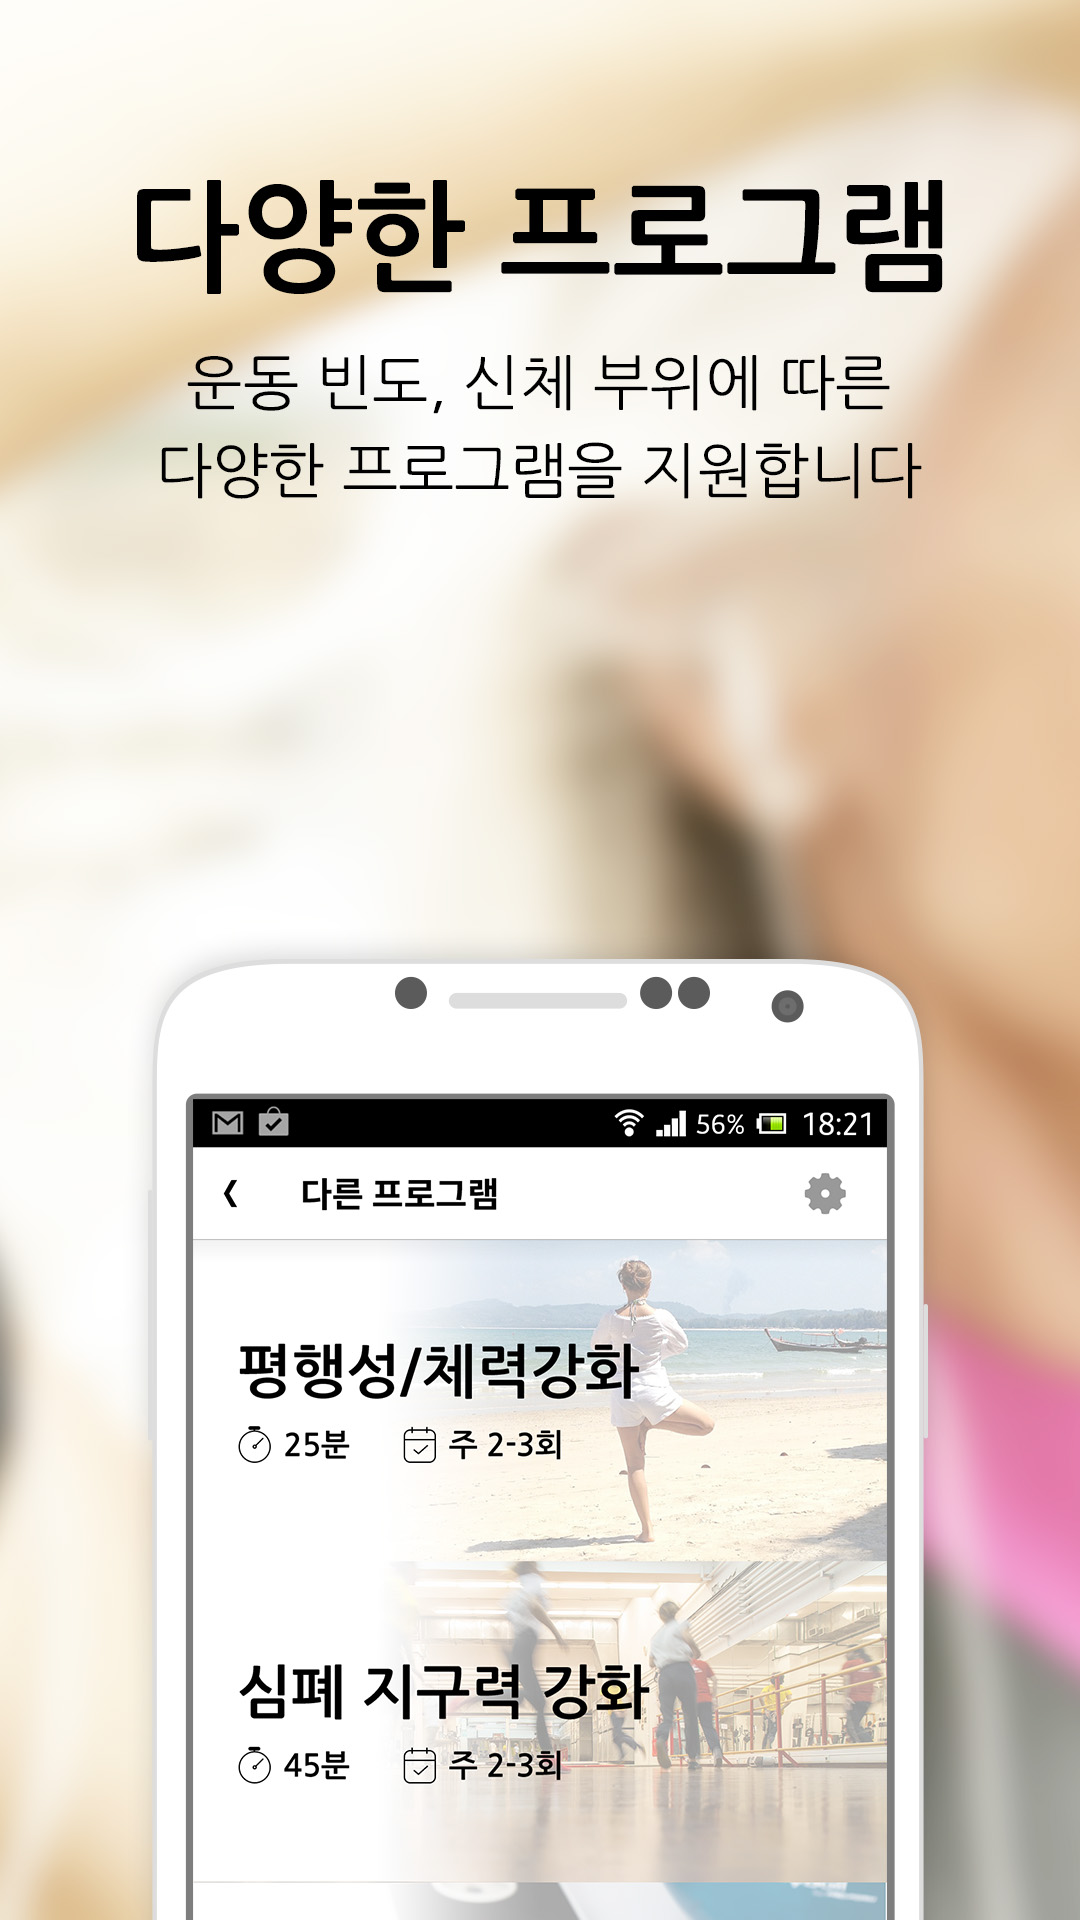 다양한 프로그램
운동 빈도, 신체 부위에 따른
다양한 프로그램을 지원합니다
56% 18:21
다른 프로그램
평행성/체력강화
25분 주 2-3회
심폐 지구력 강화
45분 주 2-3회